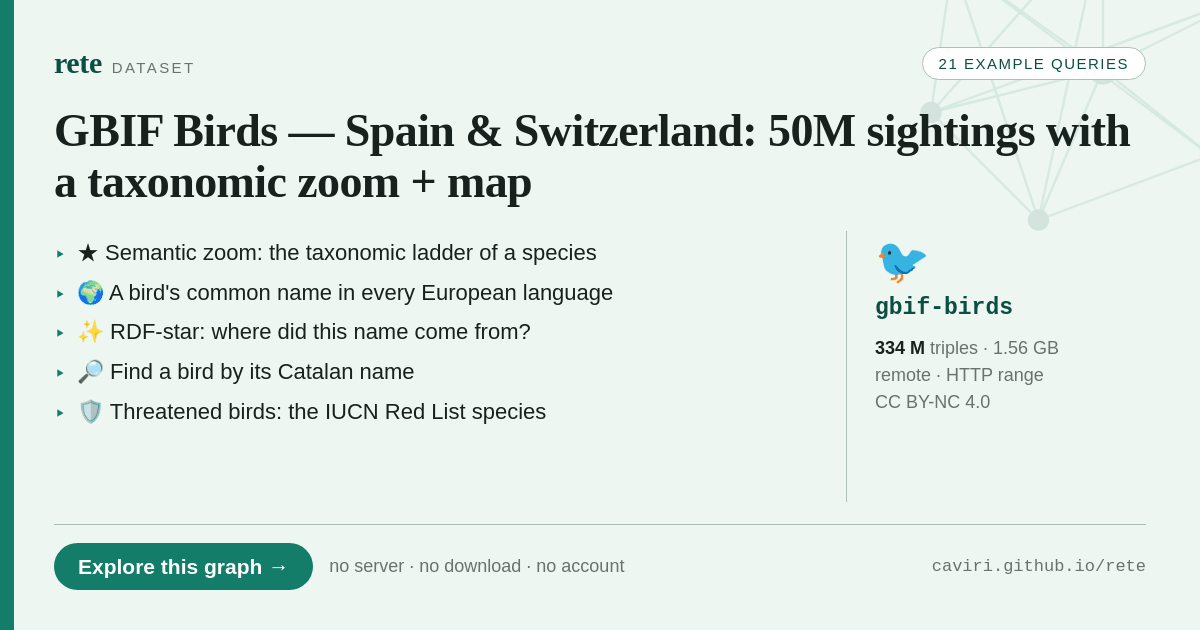 rete DATASET
21 EXAMPLE QUERIES
GBIF Birds — Spain & Switzerland: 50M sightings with
a taxonomic zoom + map
▸ ★ Semantic zoom: the taxonomic ladder of a species
▸ 🌍 A bird's common name in every European language
▸ ✨ RDF-star: where did this name come from?
▸ 🔎 Find a bird by its Catalan name
▸ 🛡️ Threatened birds: the IUCN Red List species
gbif-birds
334 M triples · 1.56 GB
remote · HTTP range
CC BY-NC 4.0
Explore this graph →
no server · no download · no account
caviri.github.io/rete